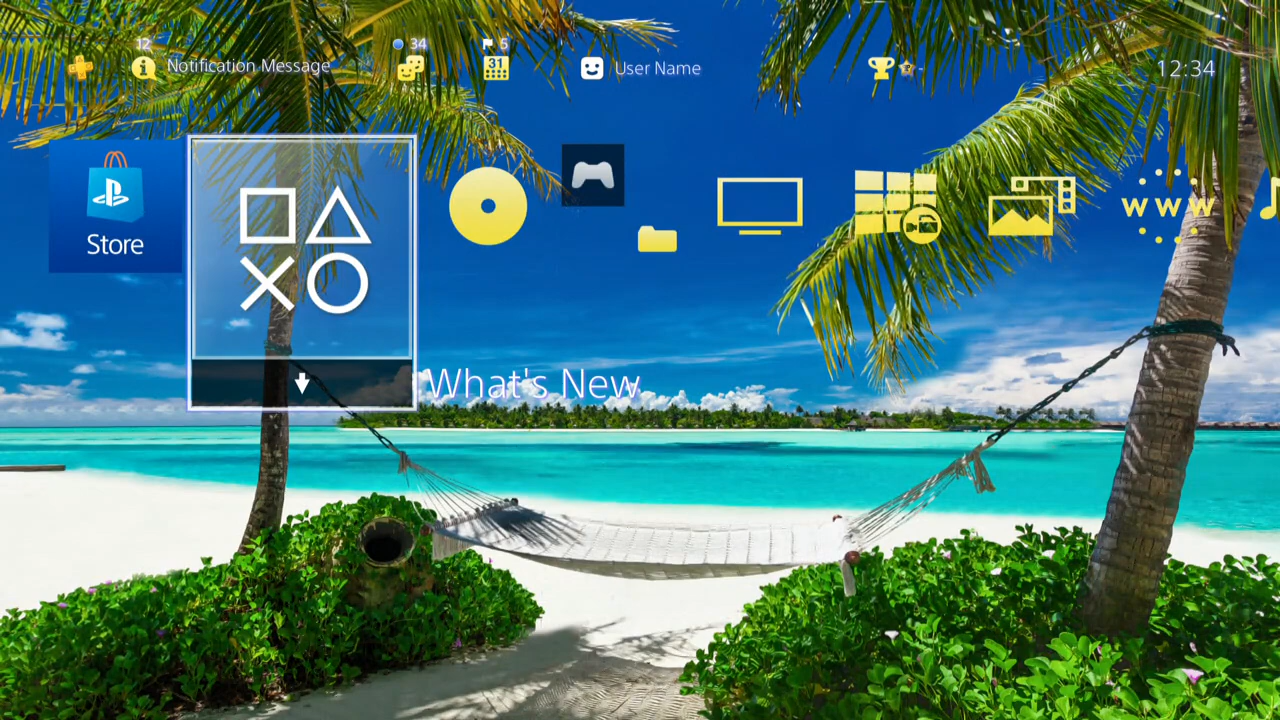 12
Notification Message
34
5
31
User Name
-
12:34
Store
What's New
www